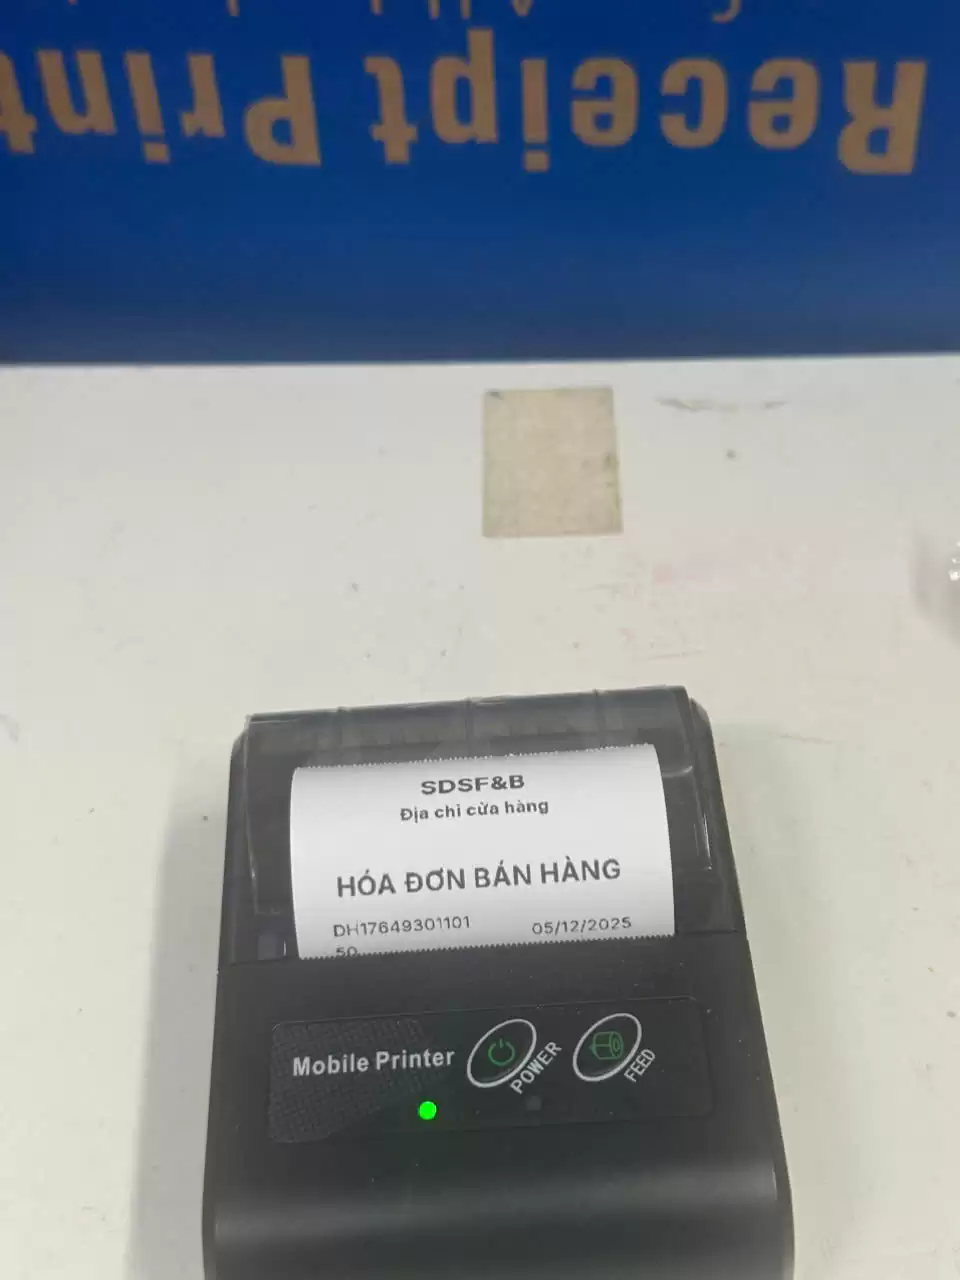 Receipt Print
SDSF&B
Địa chỉ cửa hàng
HÓA ĐƠN BÁN HÀNG
DH17649301101 05/12/2025
50
Mobile Printer
POWER
FEED